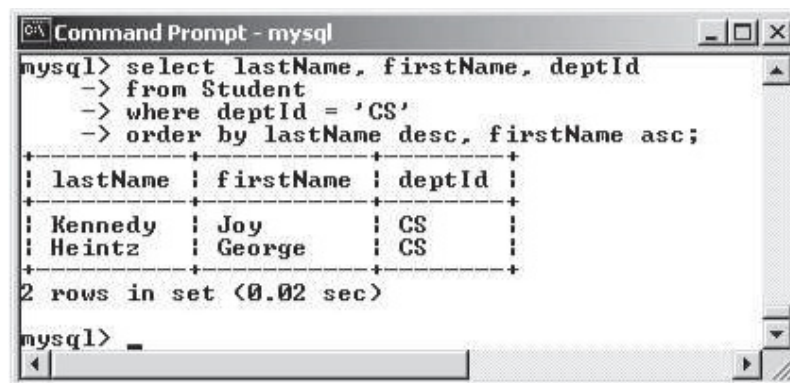 Command Prompt - mysql
mysql> select lastName, firstName, deptId
    -> from Student
    -> where deptId = 'CS'
    -> order by lastName desc, firstName asc;
+----------+-----------+--------+
| lastName | firstName | deptId |
+----------+-----------+--------+
| Kennedy  | Joy       | CS     |
| Heintz   | George    | CS     |
+----------+-----------+--------+
2 rows in set (0.02 sec)
mysql> _